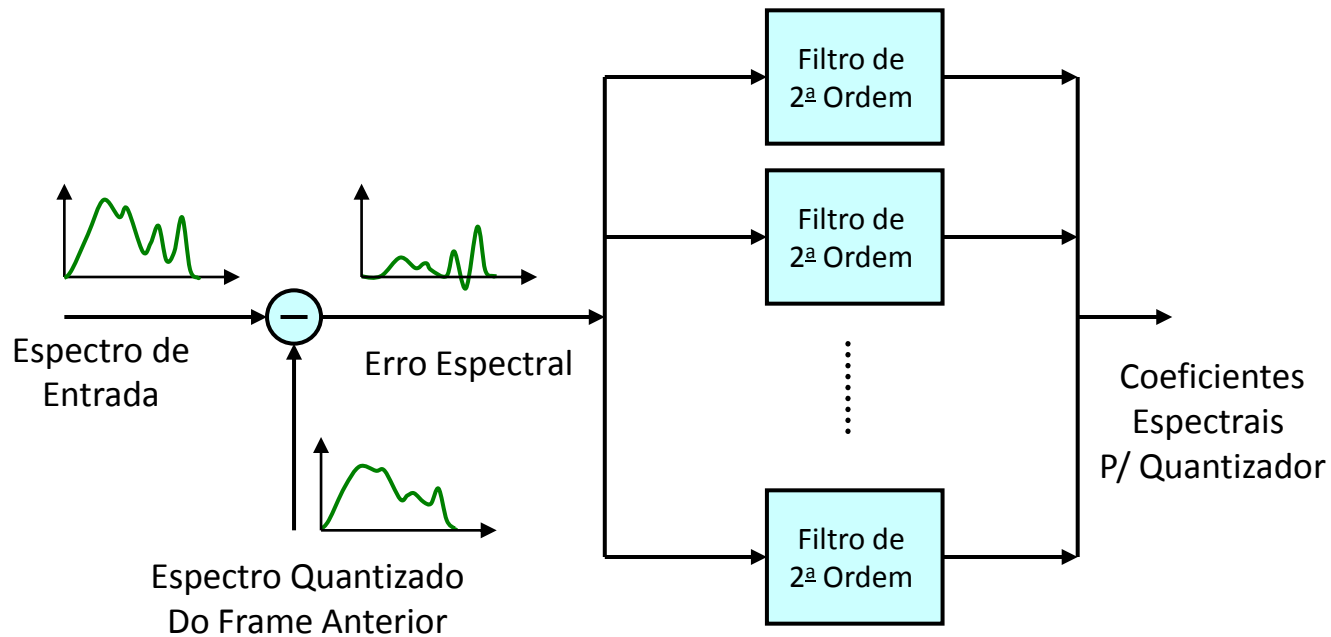 Filtro de
2ª Ordem
Filtro de
2ª Ordem
Espectro de
Entrada
Erro Espectral
Coeficientes
Espectrais
P/ Quantizador
Filtro de
2ª Ordem
Espectro Quantizado
Do Frame Anterior